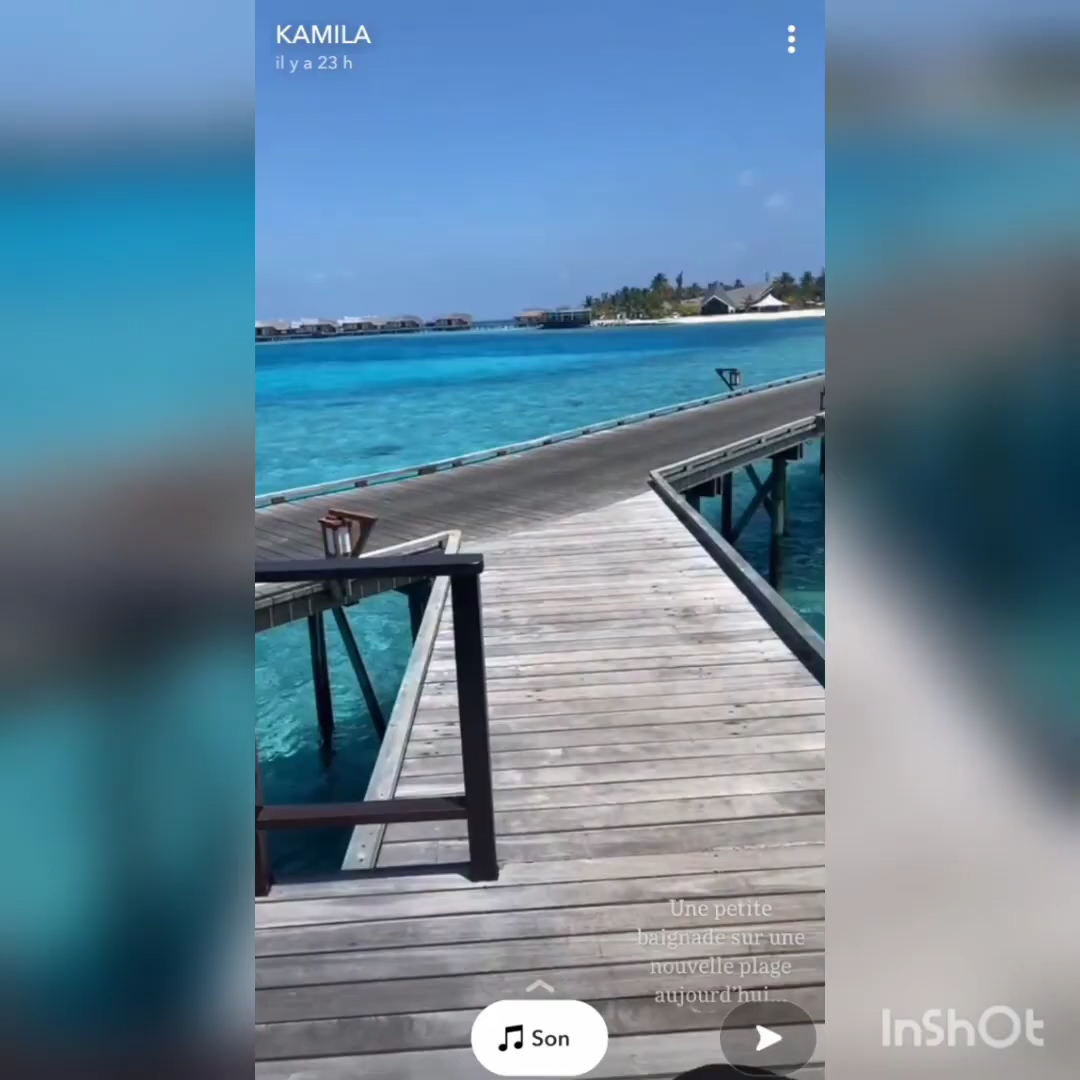 KAMILA
il y a 23 h
Une petite
baignade sur une
nouvelle plage
aujourd'hui...
Son
InShOt